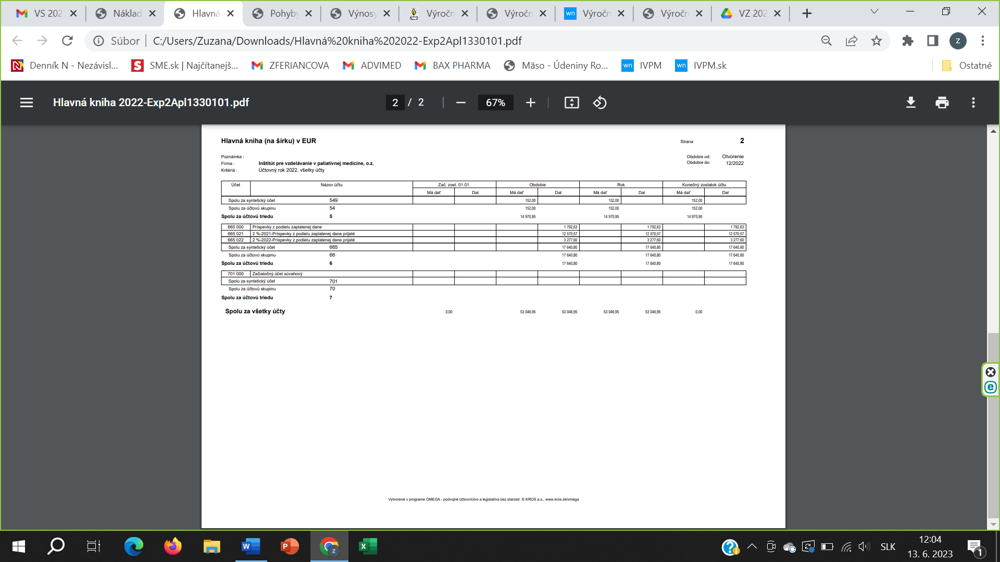 VS 202
Náklad
Hlavná
Pohyby
Výnosy
Výročn
Výročn
wn Výročn
Výročn
VZ 202
Súbor C:/Users/Zuzana/Downloads/Hlavná%20kniha%202022-Exp2Apl1330101.pdf z
Denník N - Nezávisl... SME.sk | Najčítanejš... ZFERIANCOVA ADVIMED BAX PHARMA Mäso - Údeniny Ro... wn IVPM wn IVPM.sk Ostatné
Hlavná kniha 2022-Exp2Apl1330101.pdf 2 / 2 67%
Hlavná kniha (na šírku) v EUR Strana 2
Poznámka : Obdobie od: Otvorenie
Firma : Inštitút pre vzdelávanie v paliatívnej medicíne, o.z. Obdobie do: 12/2022
Kritériá : Účtovný rok 2022, všetky účty
Účet Názov účtu Zač. zost. 01.01. Obdobie Rok Konečný zostatok účtu
Má dať Dal Má dať Dal Má dať Dal Má dať Dal
Spolu za syntetický účet 549 152,00 152,00 152,00
Spolu za účtovú skupinu 54 152,00 152,00 152,00
Spolu za účtovú triedu 5 14 970,95 14 970,95 14 970,95
665 000 Príspevky z podielu zaplatenej dane 1 792,63 1 792,63 1 792,63
665 021 2 %-2021-Príspevky z podielu zaplatenej dane prijaté 12 570,57 12 570,57 12 570,57
665 022 2 %-2022-Príspevky z podielu zaplatenej dane prijaté 3 277,60 3 277,60 3 277,60
Spolu za syntetický účet 665 17 640,80 17 640,80 17 640,80
Spolu za účtovú skupinu 66 17 640,80 17 640,80 17 640,80
Spolu za účtovú triedu 6 17 640,80 17 640,80 17 640,80
701 000 Začiatočný účet súvahový
Spolu za syntetický účet 701
Spolu za účtovú skupinu 70
Spolu za účtovú triedu 7
Spolu za všetky účty 0,00 53 046,95 53 046,95 53 046,95 53 046,95 0,00
Vytvorené v programe OMEGA - podvojné účtovníctvo a legislatíva bez starostí. © KROS a.s., www.kros.sk/omega
SLK
12:04
13. 6. 2023
1